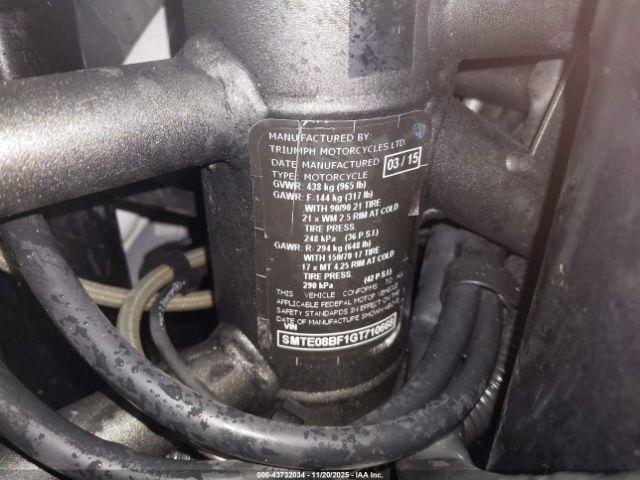 MANUFACTURED BY:
TRIUMPH MOTORCYCLES LTD.
DATE MANUFACTURED 03/15
TYPE: MOTORCYCLE
GVWR: 438 kg (965 lb)
GAWR: F-144 kg (317 lb)
WITH 90/90 21 TIRE
21 x WM 2.5 RIM AT COLD
TIRE PRESS.
248 kPa (36 P.S.I.)
GAWR: R- 294 kg (648 lb)
WITH 150/70 17 TIRE
17 x MT 4.25 RIM AT COLD
TIRE PRESS.
290 kPa (42 P.S.I.)
THIS VEHICLE CONFORMS TO ALL
APPLICABLE FEDERAL MOTOR VEHICLE
SAFETY STANDARDS IN EFFECT ON THE
DATE OF MANUFACTURE SHOWN ABOVE.
VIN
SMTE08BF1GT710668
000-43732034 - 11/20/2025 - IAA Inc.